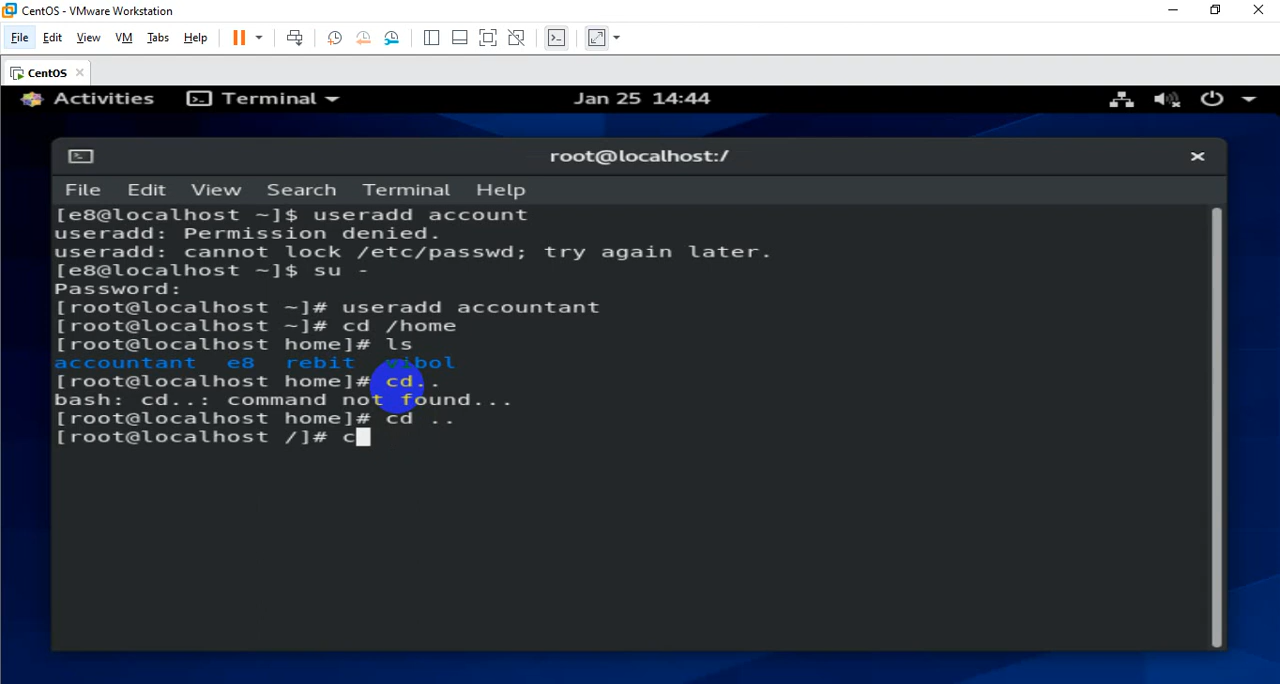 CentOS - VMware Workstation
File Edit View VM Tabs Help
CentOS
Activities Terminal Jan 25 14:44
root@localhost:/
File Edit View Search Terminal Help
[e8@localhost ~]$ useradd account
useradd: Permission denied.
useradd: cannot lock /etc/passwd; try again later.
[e8@localhost ~]$ su -
Password:
[root@localhost ~]# useradd accountant
[root@localhost ~]# cd /home
[root@localhost home]# ls
accountant e8 rebit
[root@localhost home]# cd..
bash: cd..: command not found...
[root@localhost home]# cd ..
[root@localhost /]# c